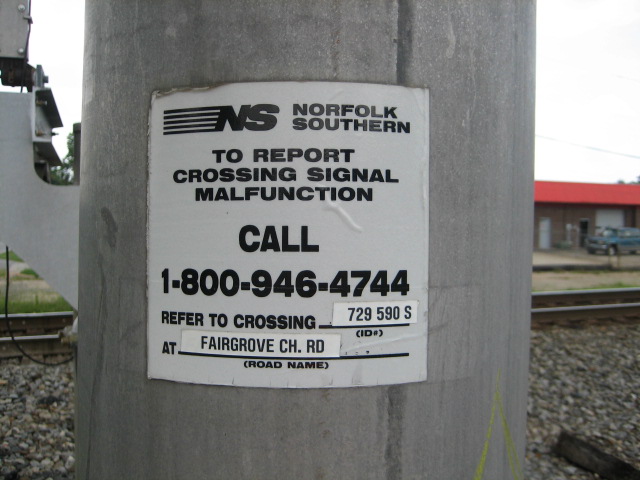 NS NORFOLK SOUTHERN
TO REPORT
CROSSING SIGNAL
MALFUNCTION
CALL
1-800-946-4744
REFER TO CROSSING 729 590 S
(ID#)
AT FAIRGROVE CH. RD
(ROAD NAME)